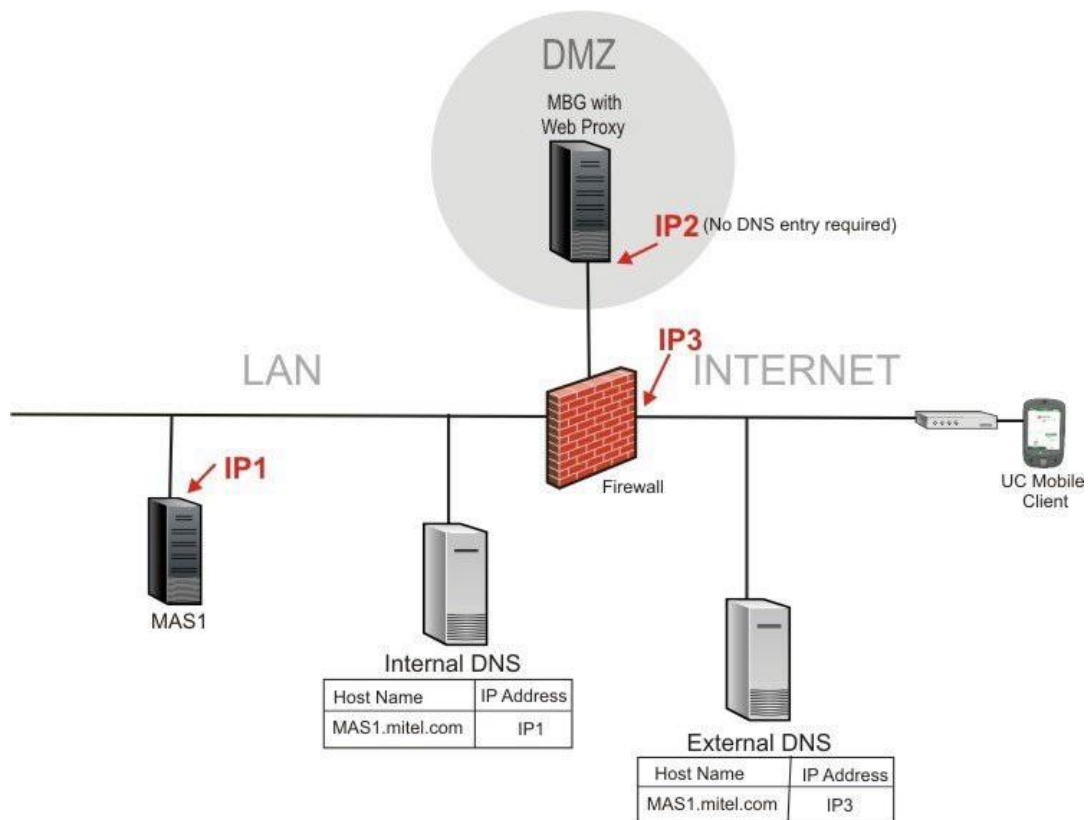 DMZ
MBG with
Web Proxy
IP2 (No DNS entry required)
IP3
LAN
INTERNET
IP1
Firewall
UC Mobile
Client
MAS1
Internal DNS
Host Name IP Address
MAS1.mitel.com IP1
External DNS
Host Name IP Address
MAS1.mitel.com IP3